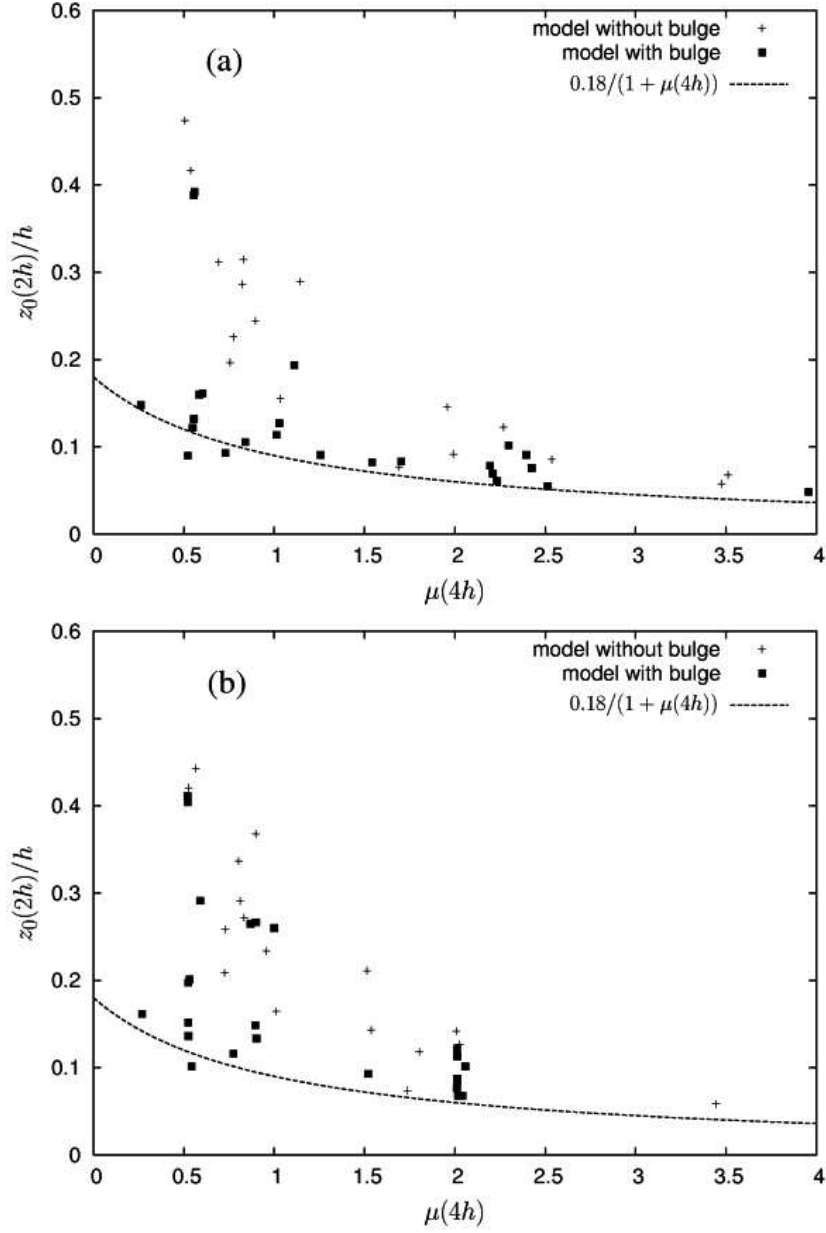 0.6
model without bulge +
(a)
model with bulge ■
0.18/(1 + μ(4h))
0.5
0.4
z₀(2h)/h
0.3
0.2
0.1
0
0 0.5 1 1.5 2 2.5 3 3.5 4
μ(4h)
0.6
model without bulge +
(b)
model with bulge ■
0.18/(1 + μ(4h))
0.5
0.4
z₀(2h)/h
0.3
0.2
0.1
0
0 0.5 1 1.5 2 2.5 3 3.5 4
μ(4h)